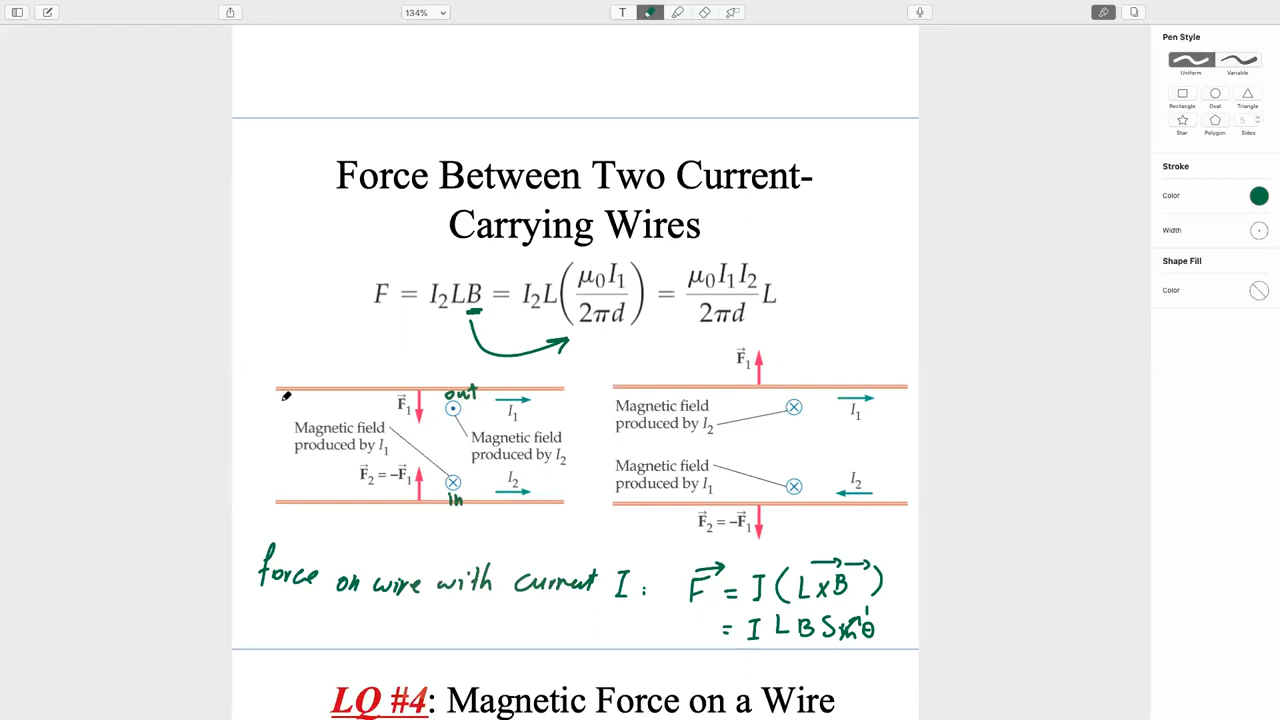 134%
T
Pen Style
Uniform
Variable
Rectangle
Oval
Triangle
Star
Polygon
5
Sides
Stroke
Color
Width
Shape Fill
Color
Force Between Two Current-
Carrying Wires
F = I₂LB = I₂L(μ₀I₁/2πd) = μ₀I₁I₂/2πd L
F⃗₁
out
I₁
Magnetic field
produced by I₁
Magnetic field
produced by I₂
F⃗₂ = −F⃗₁
I₂
in
F⃗₁
Magnetic field
produced by I₂
I₁
Magnetic field
produced by I₁
I₂
F⃗₂ = −F⃗₁
force on wire with current I : F⃗ = I (L⃗ x B⃗)
= I L B Sinθ
LQ #4: Magnetic Force on a Wire